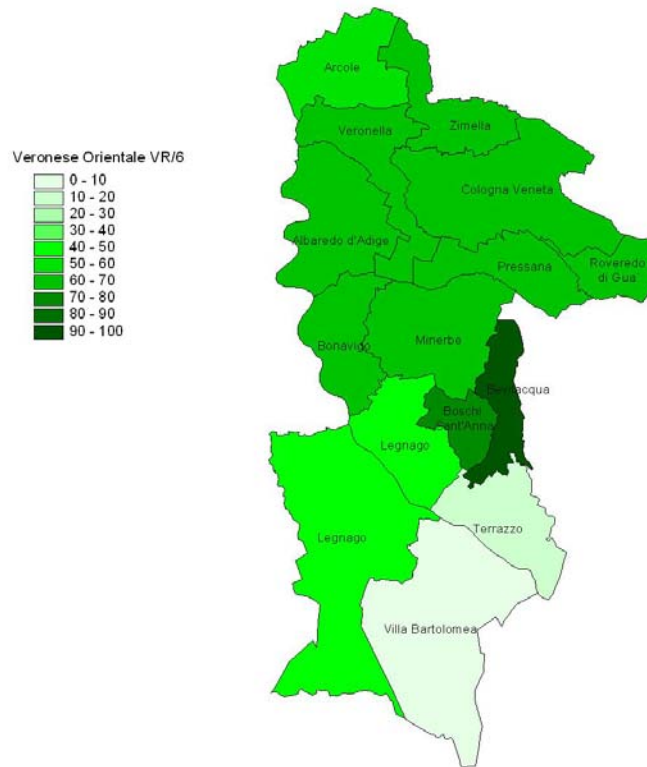 Veronese Orientale VR/6
0 - 10
10 - 20
20 - 30
30 - 40
40 - 50
50 - 60
60 - 70
70 - 80
80 - 90
90 - 100
Arcole
Veronella
Zimella
Cologna Veneta
Albaredo d'Adige
Pressana
Roveredo
di Gua
Bonavigo
Minerbe
Bevilacqua
Boschi
Sant'Anna
Legnago
Terrazzo
Legnago
Villa Bartolomea